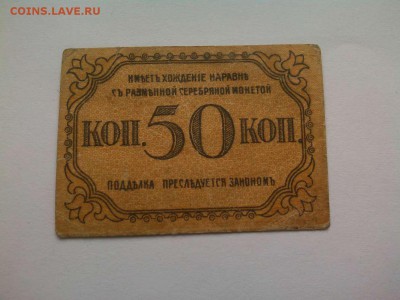 COINS.LAVE.RU
ИМѢЕТЪ ХОЖДЕНІЕ НАРАВНѢ
СЪ РАЗМѢННОЙ СЕРЕБРЯНОЙ МОНЕТОЙ
КОП. 50 КОП.
ПОДДѢЛКА ПРЕСЛѢДУЕТСЯ ЗАКОНОМЪ